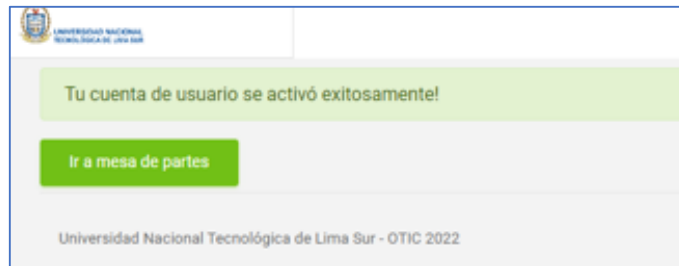 UNIVERSIDAD NACIONAL
TECNOLÓGICA DE LIMA SUR
Tu cuenta de usuario se activó exitosamente!
Ir a mesa de partes
Universidad Nacional Tecnológica de Lima Sur - OTIC 2022